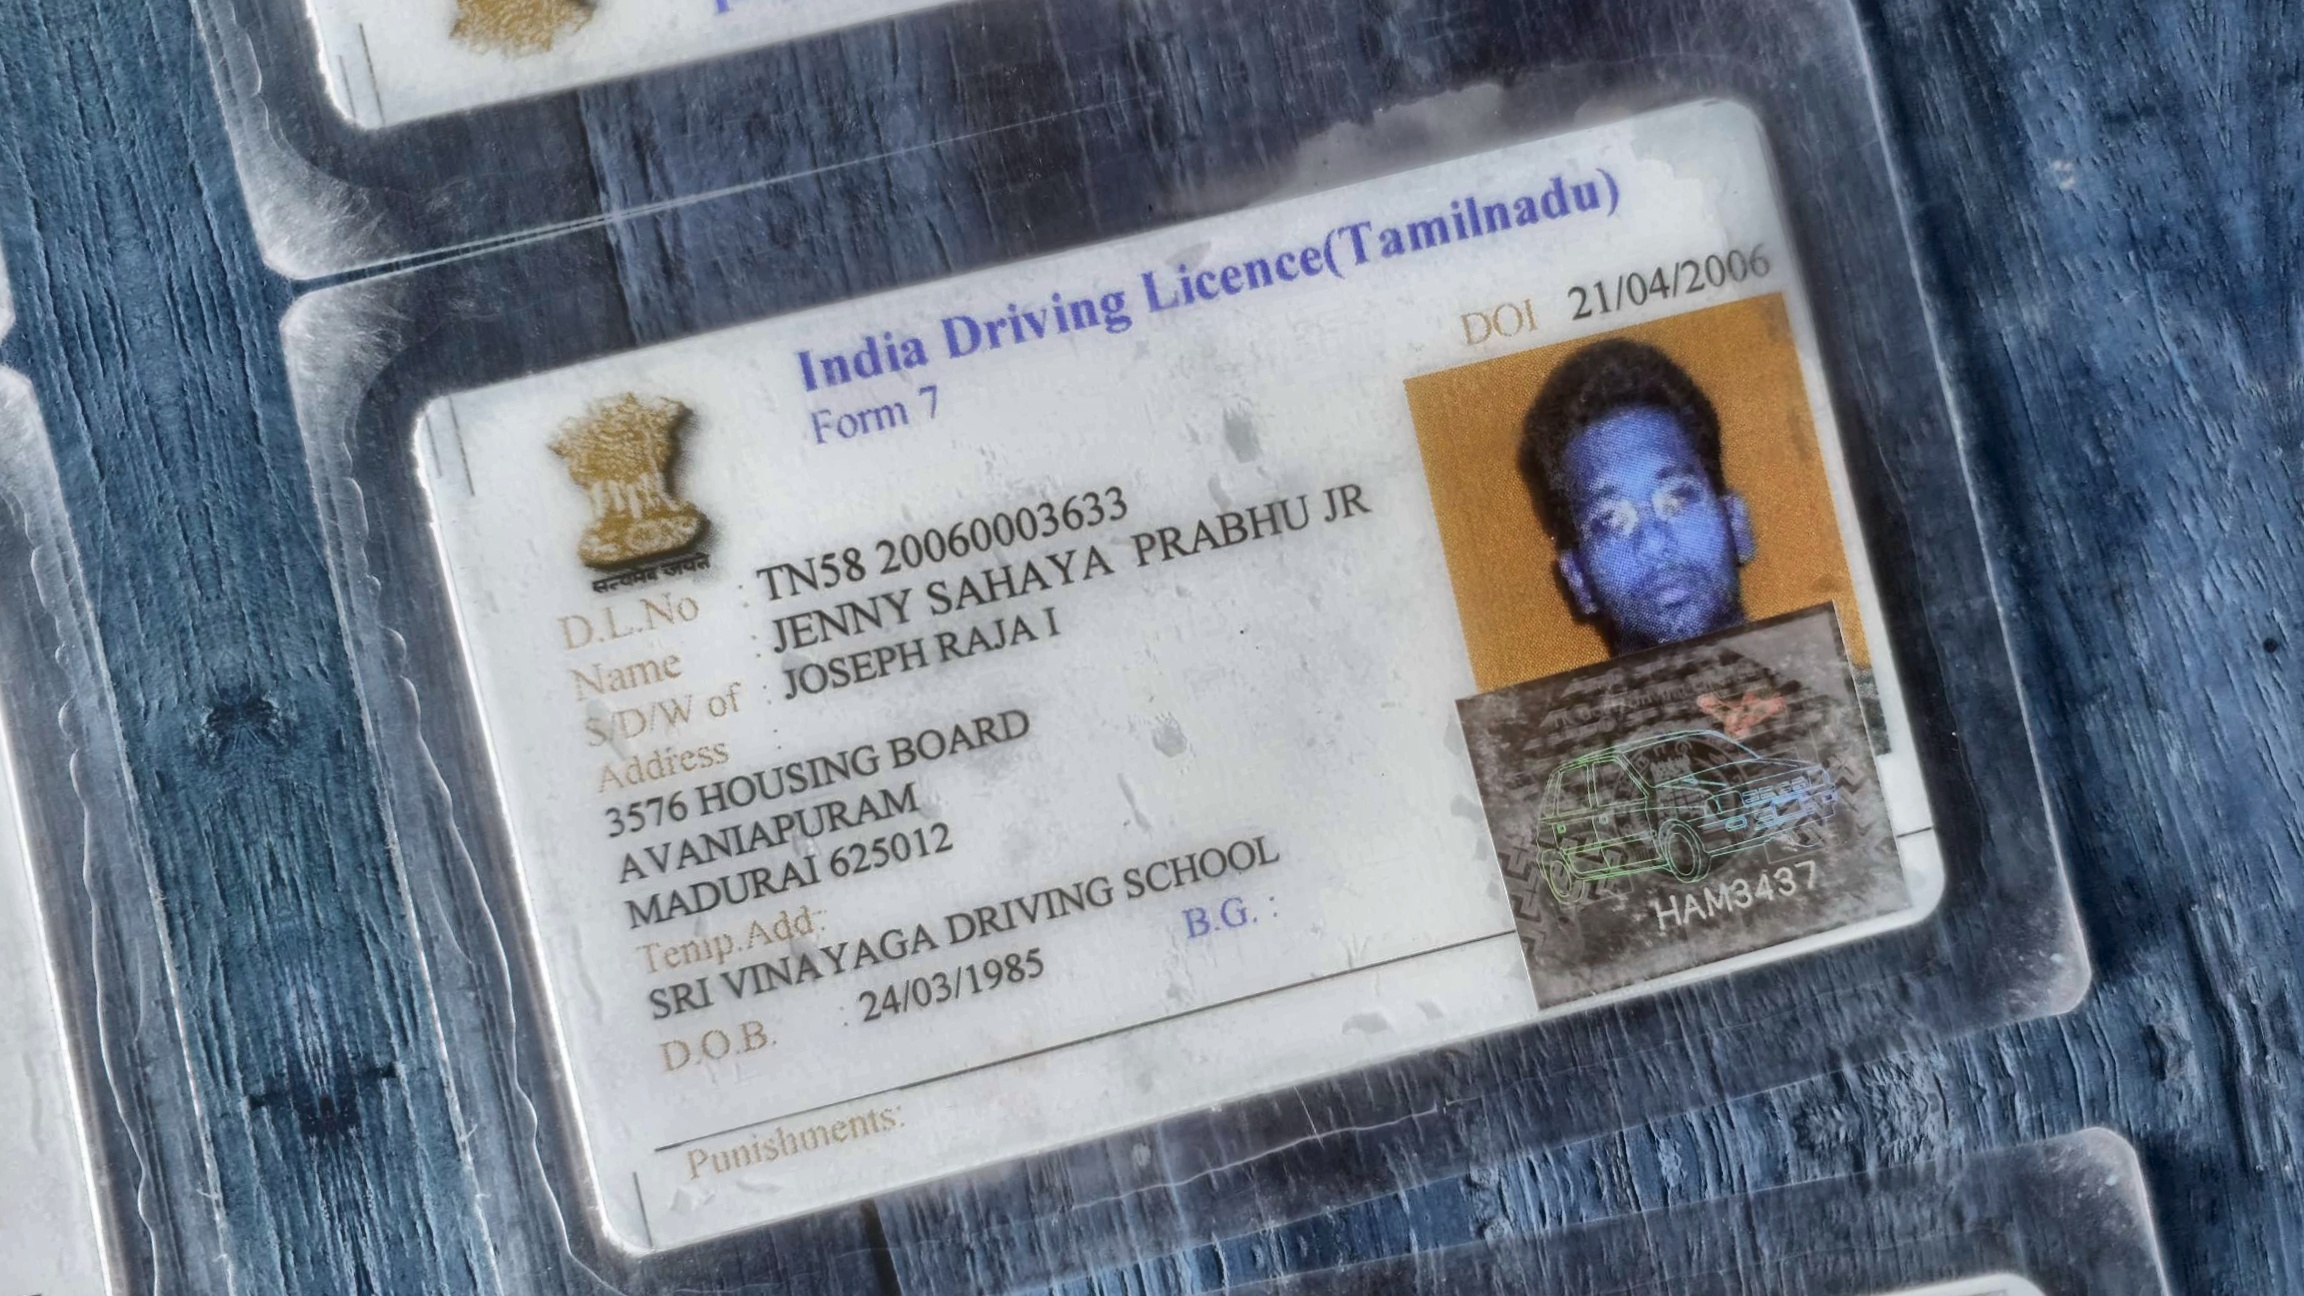 India Driving Licence(Tamilnadu)
Form 7
DOI 21/04/2006
सत्यमेव जयते
D.L.No : TN58 20060003633
Name : JENNY SAHAYA PRABHU JR
S/D/W of : JOSEPH RAJA I
Address :
3576 HOUSING BOARD
AVANIAPURAM
MADURAI 625012
Temp.Add:
SRI VINAYAGA DRIVING SCHOOL
D.O.B. : 24/03/1985 B.G. :
HAM3437
Punishments: